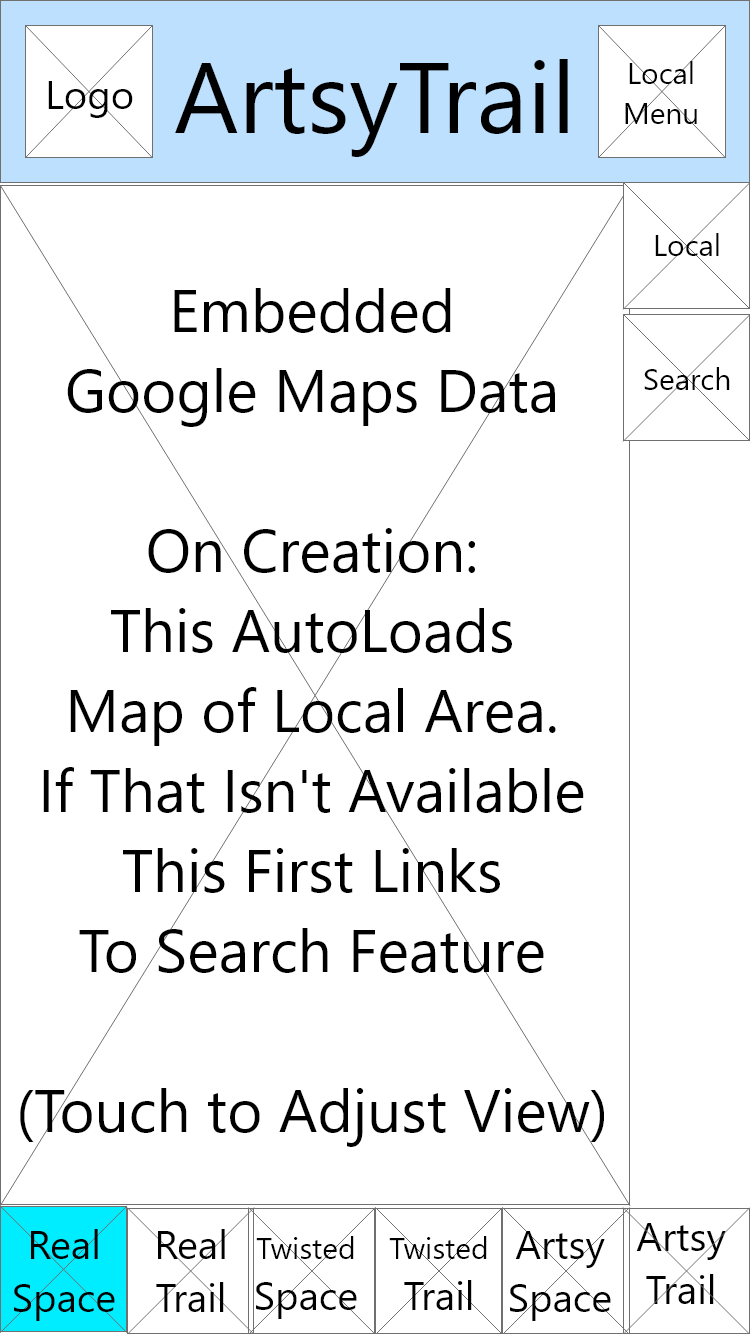 Logo
ArtsyTrail
Local
Menu
Local
Search
Embedded
Google Maps Data
On Creation:
This AutoLoads
Map of Local Area.
If That Isn't Available
This First Links
To Search Feature
(Touch to Adjust View)
Real
Space
Real
Trail
Twisted
Space
Twisted
Trail
Artsy
Space
Artsy
Trail